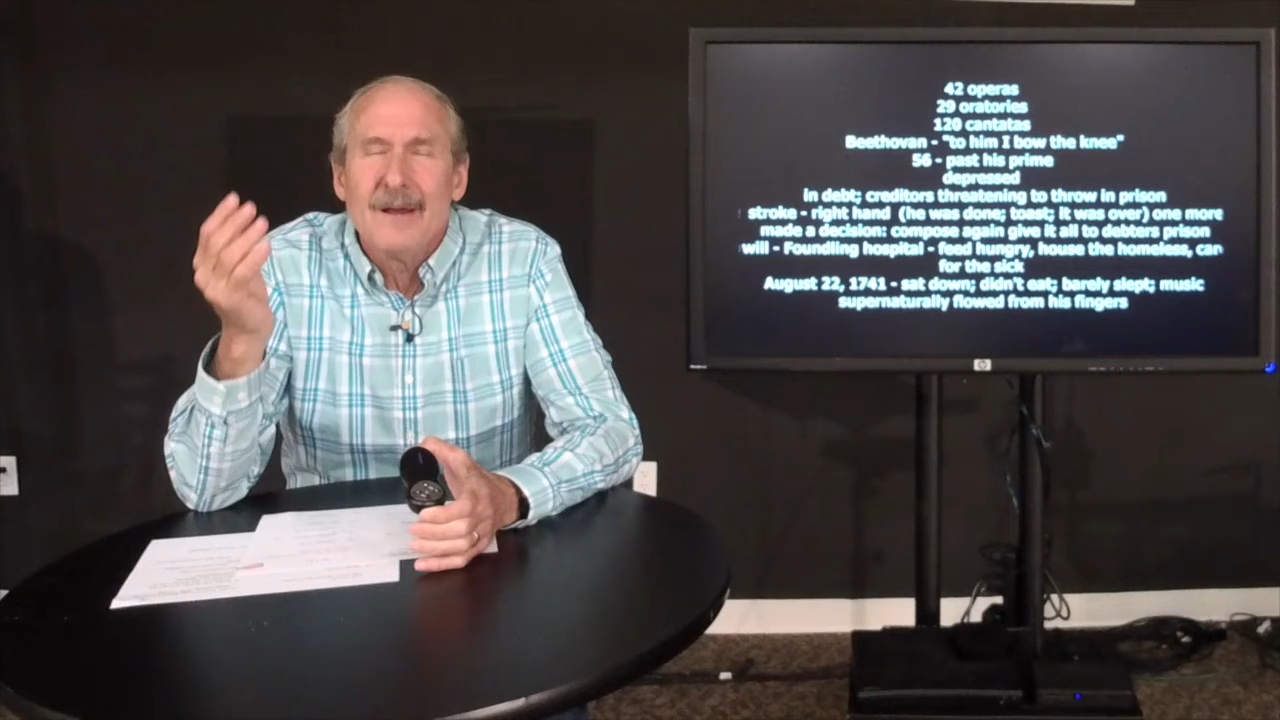 42 operas
29 oratories
120 cantatas
Beethovan - "to him I bow the knee"
56 - past his prime
depressed
in debt; creditors threatening to throw in prison
stroke - right hand (he was done; toast; it was over) one more
made a decision: compose again give it all to debters prison
will - Foundling hospital - feed hungry, house the homeless, car
for the sick
August 22, 1741 - sat down; didn't eat; barely slept; music
supernaturally flowed from his fingers
hp